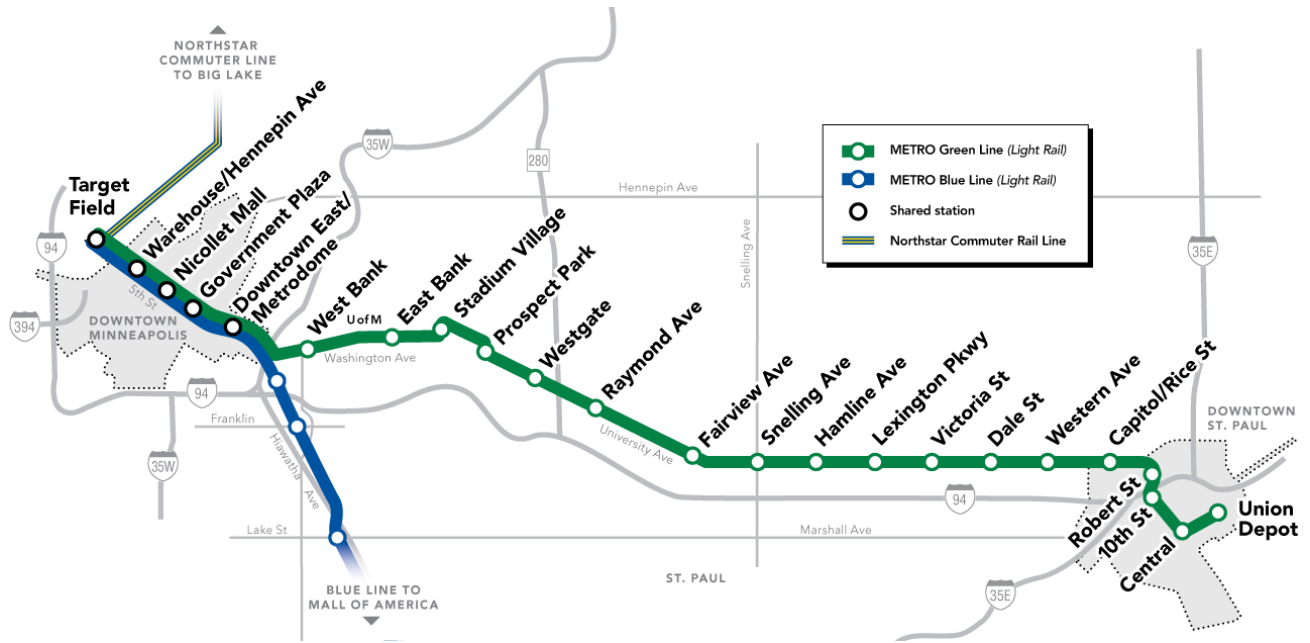 NORTHSTAR
COMMUTER LINE
TO BIG LAKE
Target
Field
Warehouse/Hennepin Ave
Nicollet Mall
Government Plaza
Downtown East/
Metrodome
West Bank
U of M
East Bank
Stadium Village
Prospect Park
Westgate
Raymond Ave
Fairview Ave
Snelling Ave
Hamline Ave
Lexington Pkwy
Victoria St
Dale St
Western Ave
Capitol/Rice St
Robert St
10th St
Central
Union
Depot
METRO Green Line (Light Rail)
METRO Blue Line (Light Rail)
Shared station
Northstar Commuter Rail Line
35W
280
Hennepin Ave
Snelling Ave
35E
94
394
5th St
DOWNTOWN
MINNEAPOLIS
Washington Ave
94
Franklin
35W
Hiawatha Ave
Lake St
University Ave
94
Marshall Ave
DOWNTOWN
ST. PAUL
ST. PAUL
35E
BLUE LINE TO
MALL OF AMERICA